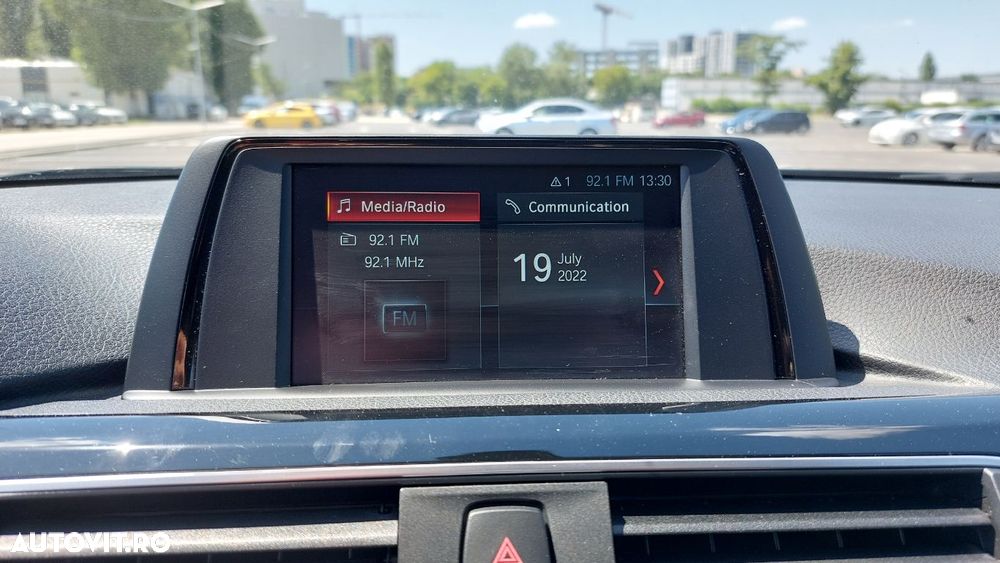 1 92.1 FM 13:30
Media/Radio
Communication
92.1 FM
92.1 MHz
FM
19 July
2022
AUTOVIT.RO